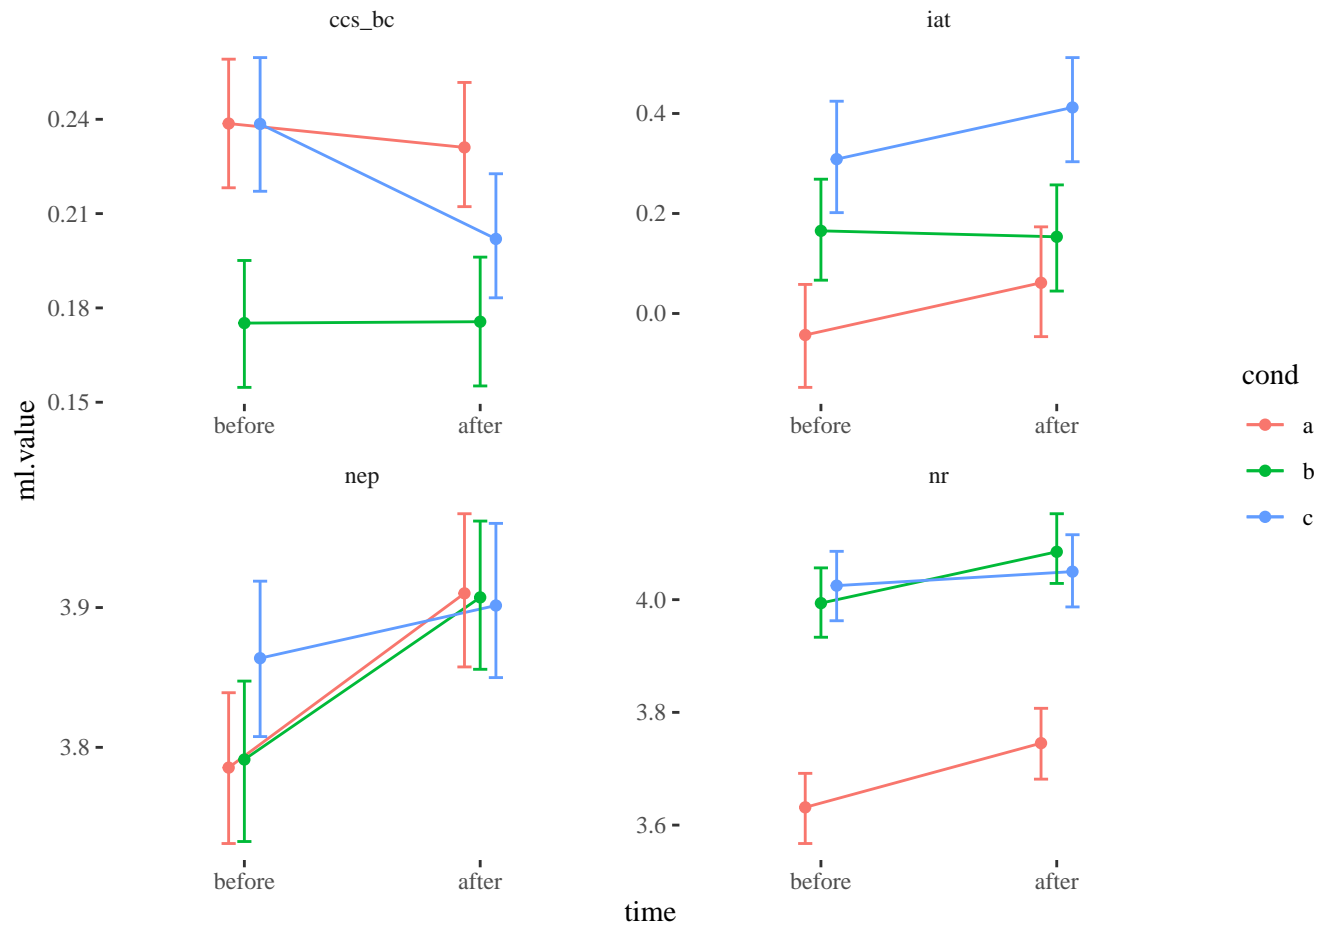 ccs_bc
iat
0.24
0.21
0.18
0.15
0.4
0.2
0.0
before
after
before
after
nep
nr
3.9
3.8
4.0
3.8
3.6
before
after
before
after
ml.value
time
cond
a
b
c